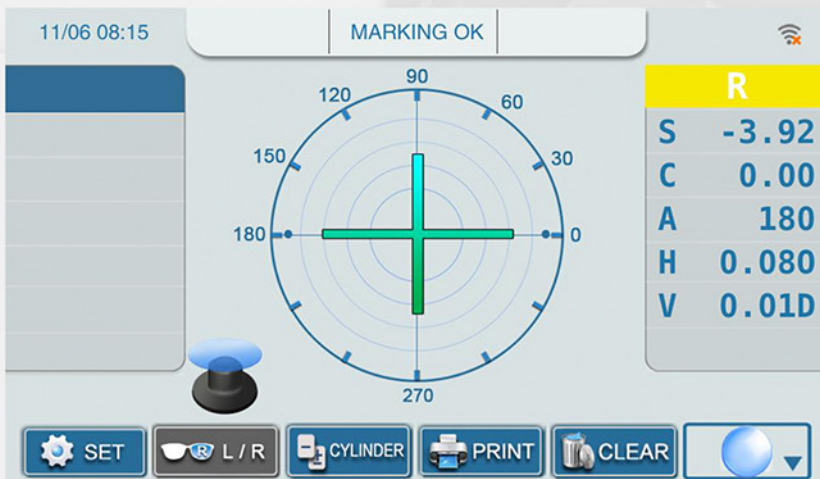 11/06 08:15
MARKING OK
R
S -3.92
C 0.00
A 180
H 0.08O
V 0.01D
90
120
60
150
30
180
0
270
SET
R L / R
CYLINDER
PRINT
CLEAR